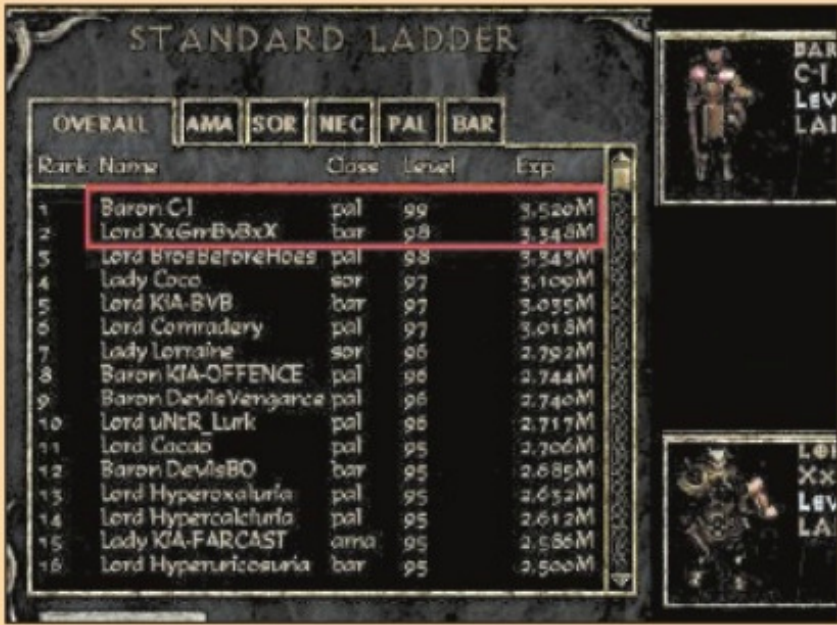 STANDARD LADDER
OVERALL AMA SOR NEC PAL BAR
Rank Name Class Level Exp
1 Baron C-I pal 99 3.520M
2 Lord XxGmBvBxX bar 98 3.348M
3 Lord BrosBeforeHoes pal 98 3.343M
4 Lady Coco sor 97 3.109M
5 Lord KIA-BVB bar 97 3.035M
6 Lord Comradery pal 97 3.018M
7 Lady Lorraine sor 96 2.792M
8 Baron KIA-OFFENCE pal 96 2.744M
9 Baron DevilsVengance pal 96 2.740M
10 Lord uNtR_Lurk pal 96 2.717M
11 Lord Cacao pal 95 2.706M
12 Baron DevilsBO bar 95 2.685M
13 Lord Hyperoxaluria pal 95 2.632M
14 Lord Hypercalciuria pal 95 2.612M
15 Lady KIA-FARCAST ama 95 2.586M
16 Lord Hyperuricosuria bar 95 2.500M
BAR
C-I
LEV
LA
LOR
Xx
LEV
LA